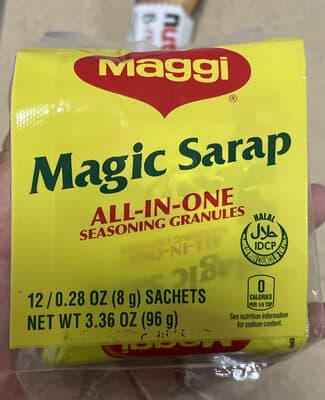 Maggi
Magic Sarap
ALL-IN-ONE
SEASONING GRANULES
HALAL
حلال
IDCP
12 / 0.28 OZ (8 g) SACHETS
NET WT 3.36 OZ (96 g)
0
CALORIES
PER 1/4 TSP
See nutrition information
for sodium content.
Maggi